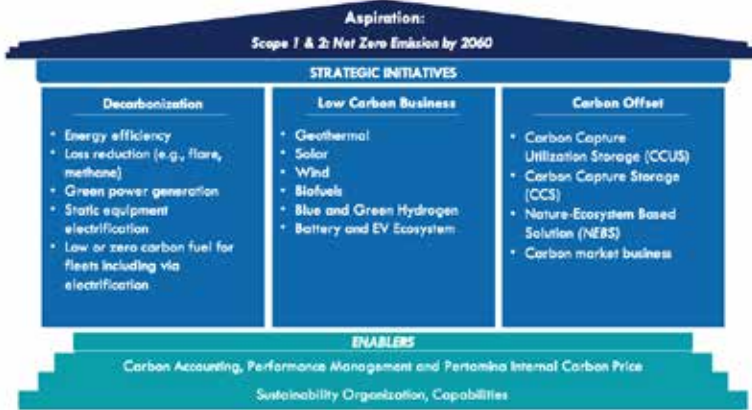 Aspiration:
Scope 1 & 2: Net Zero Emission by 2060
STRATEGIC INITIATIVES
Decarbonization
• Energy efficiency
• Loss reduction (e.g., flare,
methane)
• Green power generation
• Static equipment
electrification
• Low or zero carbon fuel for
fleets including via
electrification
Low Carbon Business
• Geothermal
• Solar
• Wind
• Biofuels
• Blue and Green Hydrogen
• Battery and EV Ecosystem
Carbon Offset
• Carbon Capture
Utilization Storage (CCUS)
• Carbon Capture Storage
(CCS)
• Nature-Ecosystem Based
Solution (NEBS)
• Carbon market business
ENABLERS
Carbon Accounting, Performance Management and Pertamina Internal Carbon Price
Sustainability Organization, Capabilities